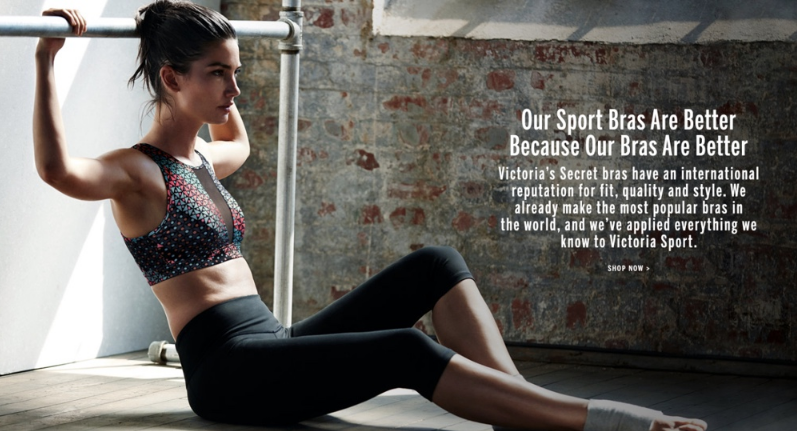 Our Sport Bras Are Better
Because Our Bras Are Better
Victoria's Secret bras have an international
reputation for fit, quality and style. We
already make the most popular bras in
the world, and we've applied everything we
know to Victoria Sport.
SHOP NOW >